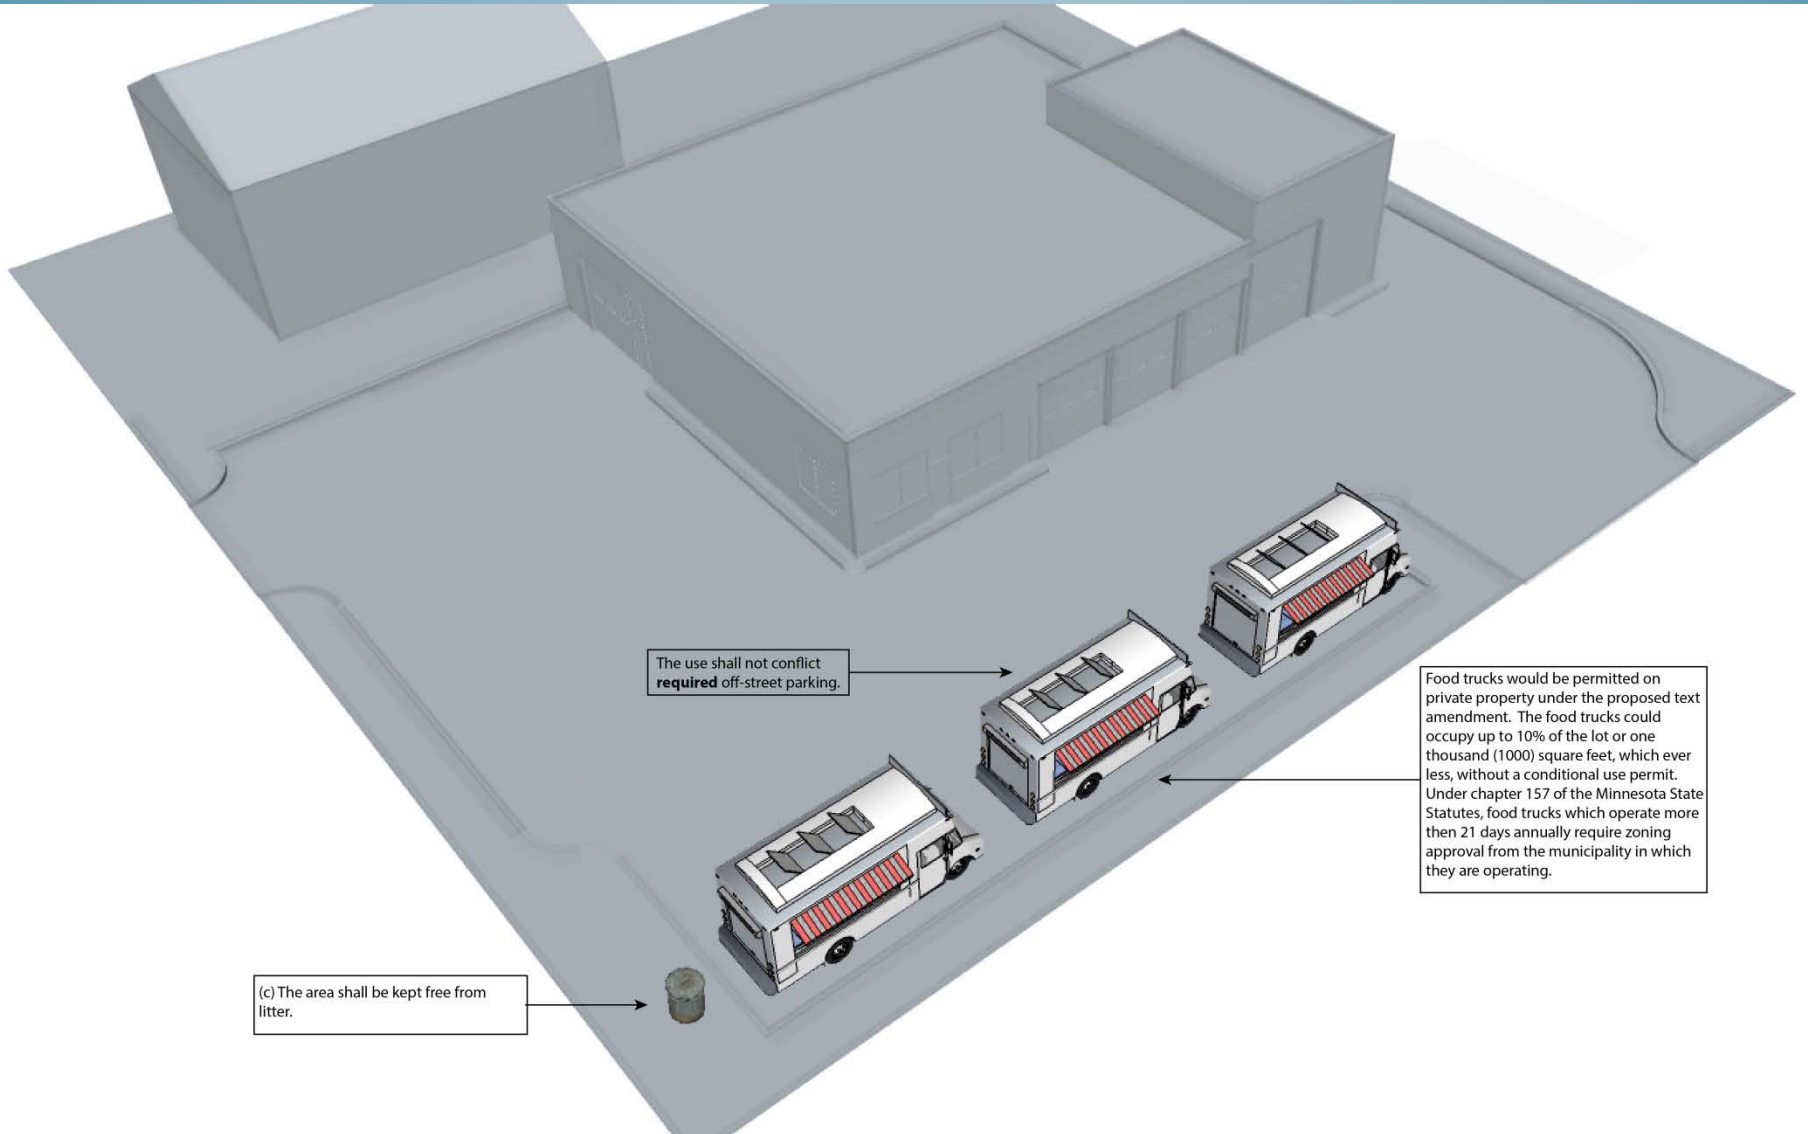 The use shall not conflict
required off-street parking.
Food trucks would be permitted on
private property under the proposed text
amendment.  The food trucks could
occupy up to 10% of the lot or one
thousand (1000) square feet, which ever
less, without a conditional use permit.
Under chapter 157 of the Minnesota State
Statutes, food trucks which operate more
then 21 days annually require zoning
approval from the municipality in which
they are operating.
(c) The area shall be kept free from
litter.